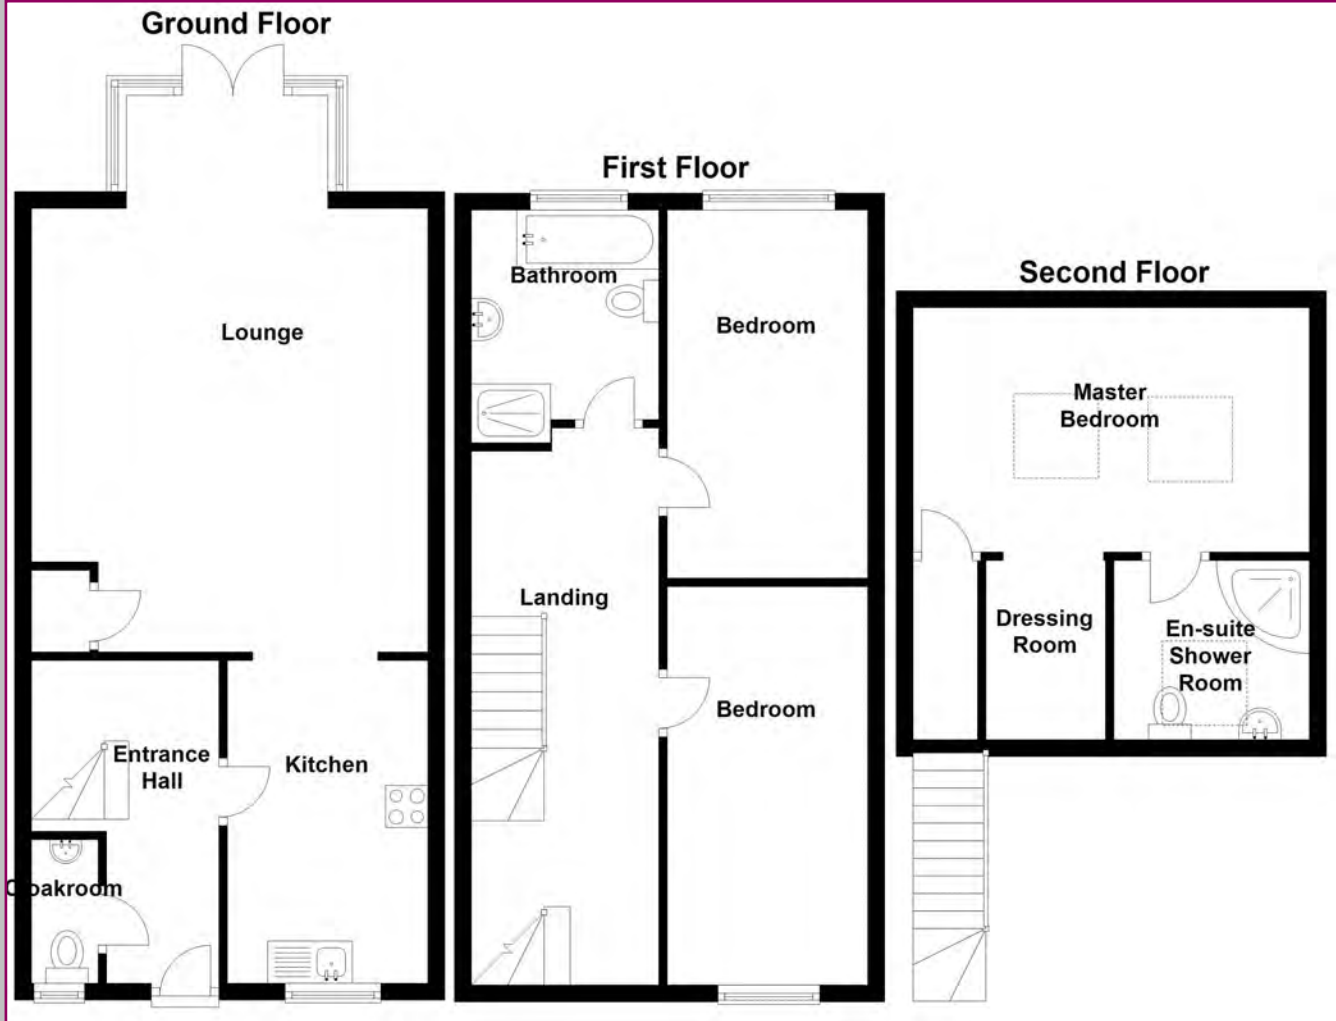 Ground Floor
Lounge
Entrance
Hall
Kitchen
Cloakroom
First Floor
Bathroom
Bedroom
Landing
Bedroom
Second Floor
Master
Bedroom
Dressing
Room
En-suite
Shower
Room